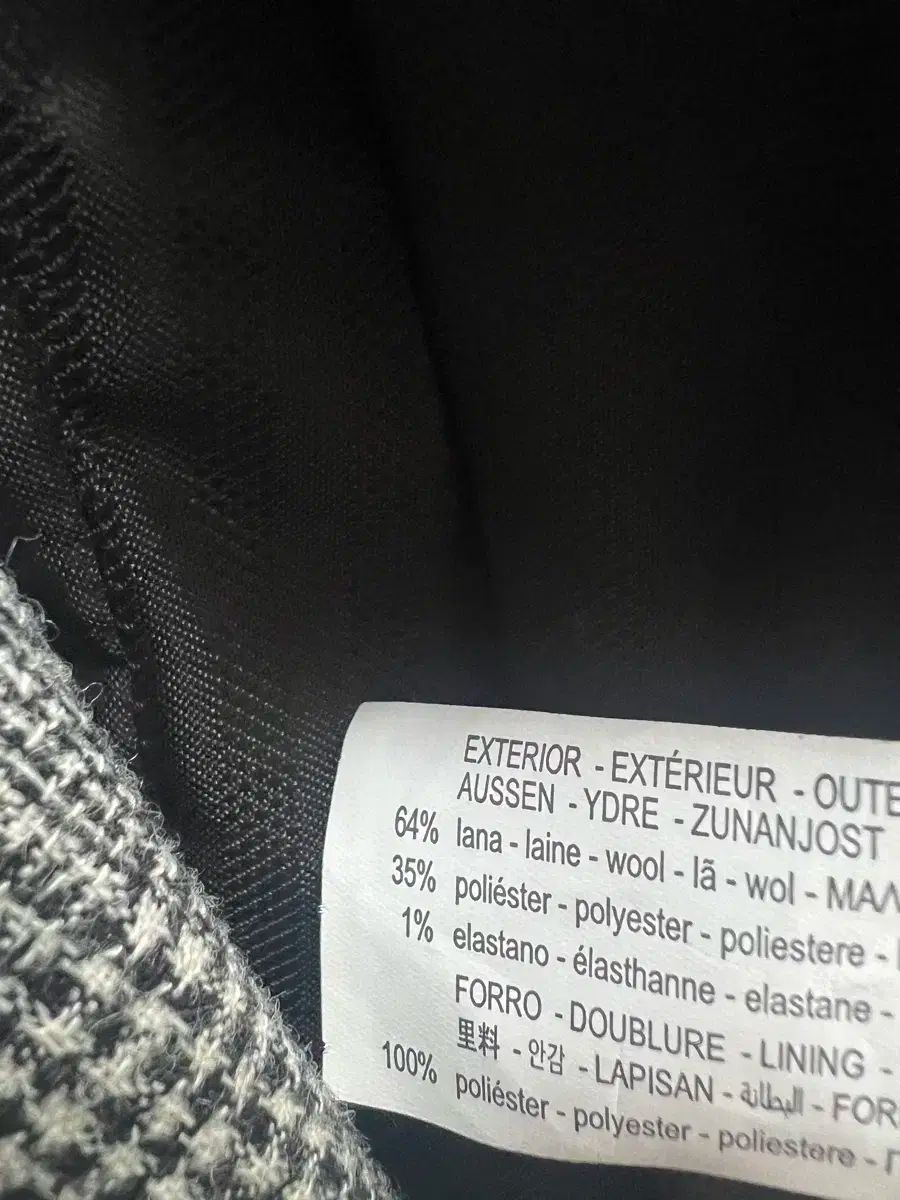 EXTERIOR - EXTÉRIEUR - OUTE
AUSSEN - YDRE - ZUNANJOST
64% lana - laine - wool - lã - wol - ΜΑΛ
35% poliéster - polyester - poliestere -
1% elastano - élasthanne - elastane -
FORRO - DOUBLURE - LINING -
里料 - 안감 - LAPISAN - البطانة - FOR
100% poliéster - polyester - poliestere - Π